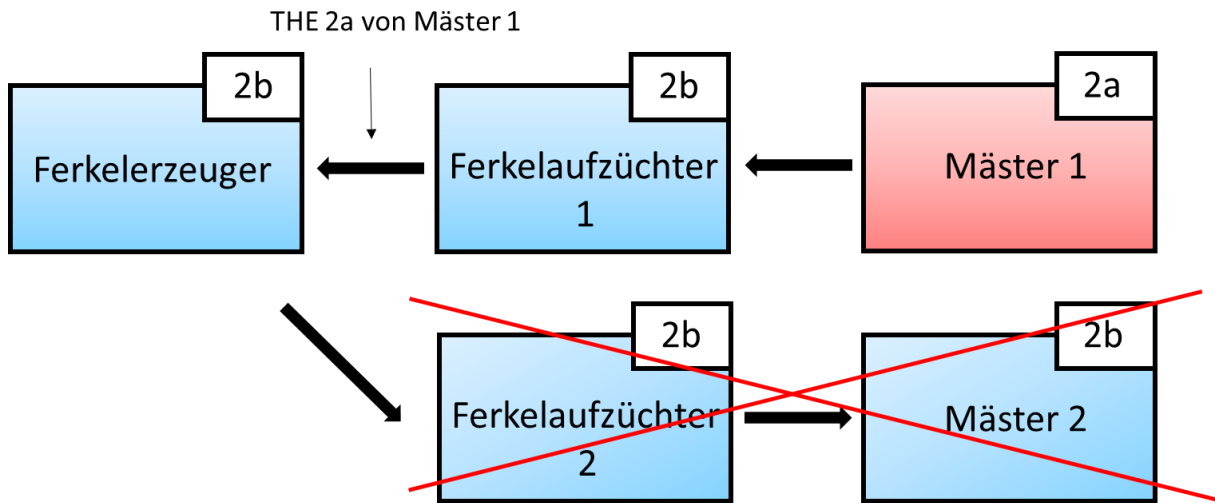 THE 2a von Mäster 1
2b
Ferkelerzeuger
2b
Ferkelaufzüchter
1
2a
Mäster 1
2b
Ferkelaufzüchter
2
2b
Mäster 2